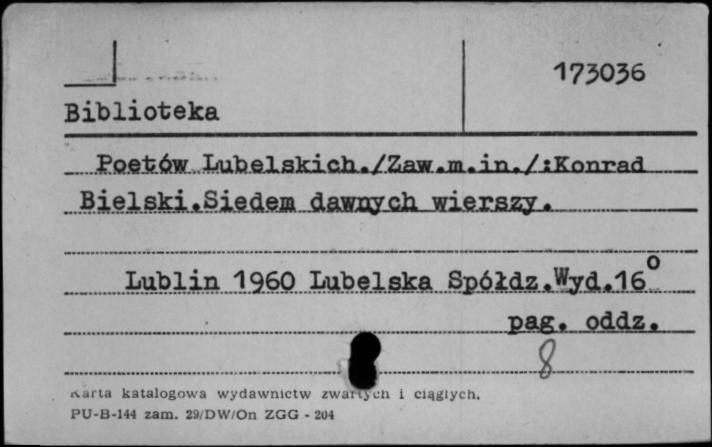 173036
Biblioteka
Poetów Lubelskich./Zaw.m.in./:Konrad
Bielski.Siedem dawnych wierszy.
Lublin 1960 Lubelska Spółdz.Wyd.16°
pag. oddz.
8
Karta katalogowa wydawnictw zwartych i ciągłych.
PU-B-144 zam. 29/DW/On ZGG - 204